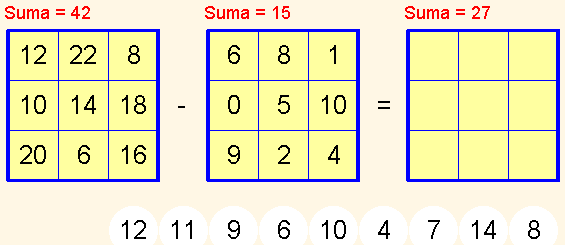 Suma = 42 Suma = 15 Suma = 27
12 22 8 6 8 1
10 14 18 - 0 5 10 =
20 6 16 9 2 4
12 11 9 6 10 4 7 14 8